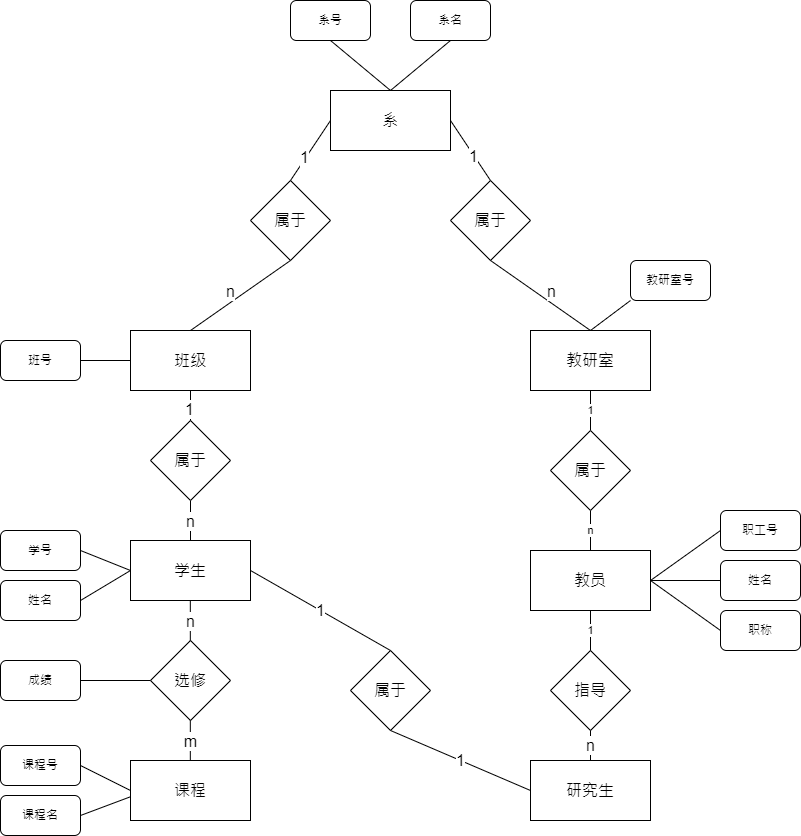 系号
系名
系
1
1
属于
属于
n
n
教研室号
班号
班级
教研室
1
1
属于
属于
n
n
学号
姓名
学生
教员
职工号
姓名
职称
n
1
1
成绩
选修
属于
指导
m
1
n
课程号
课程名
课程
研究生